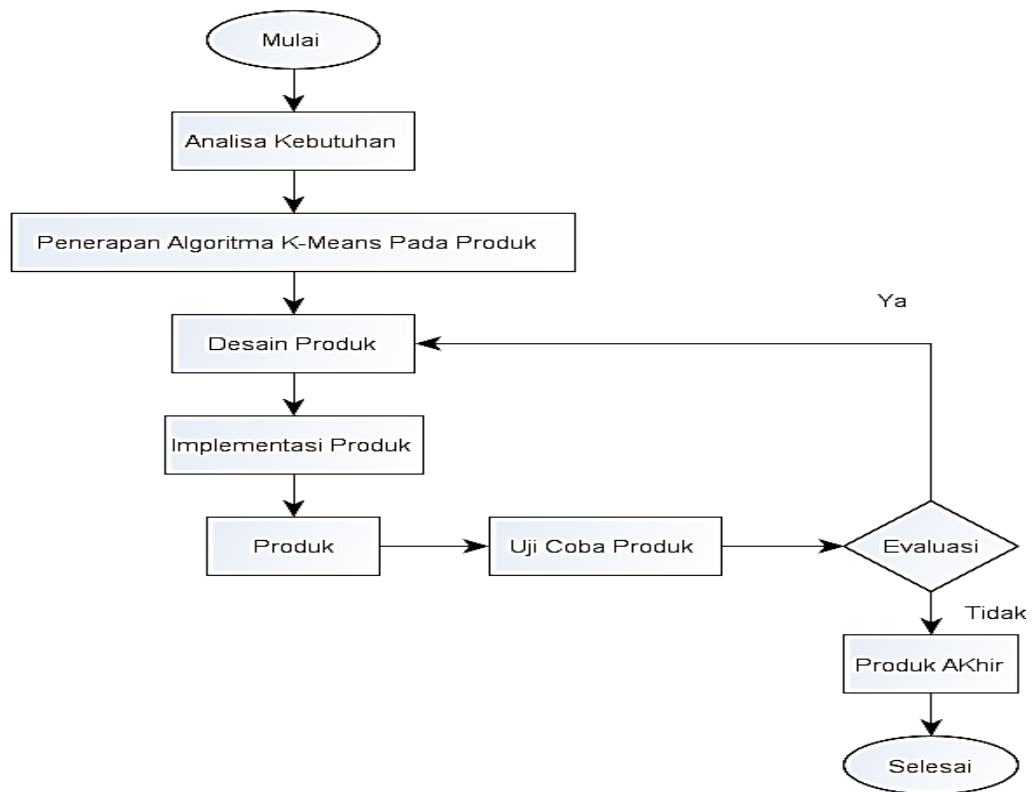 Mulai
Analisa Kebutuhan
Penerapan Algoritma K-Means Pada Produk
Ya
Desain Produk
Implementasi Produk
Produk
Uji Coba Produk
Evaluasi
Tidak
Produk AKhir
Selesai